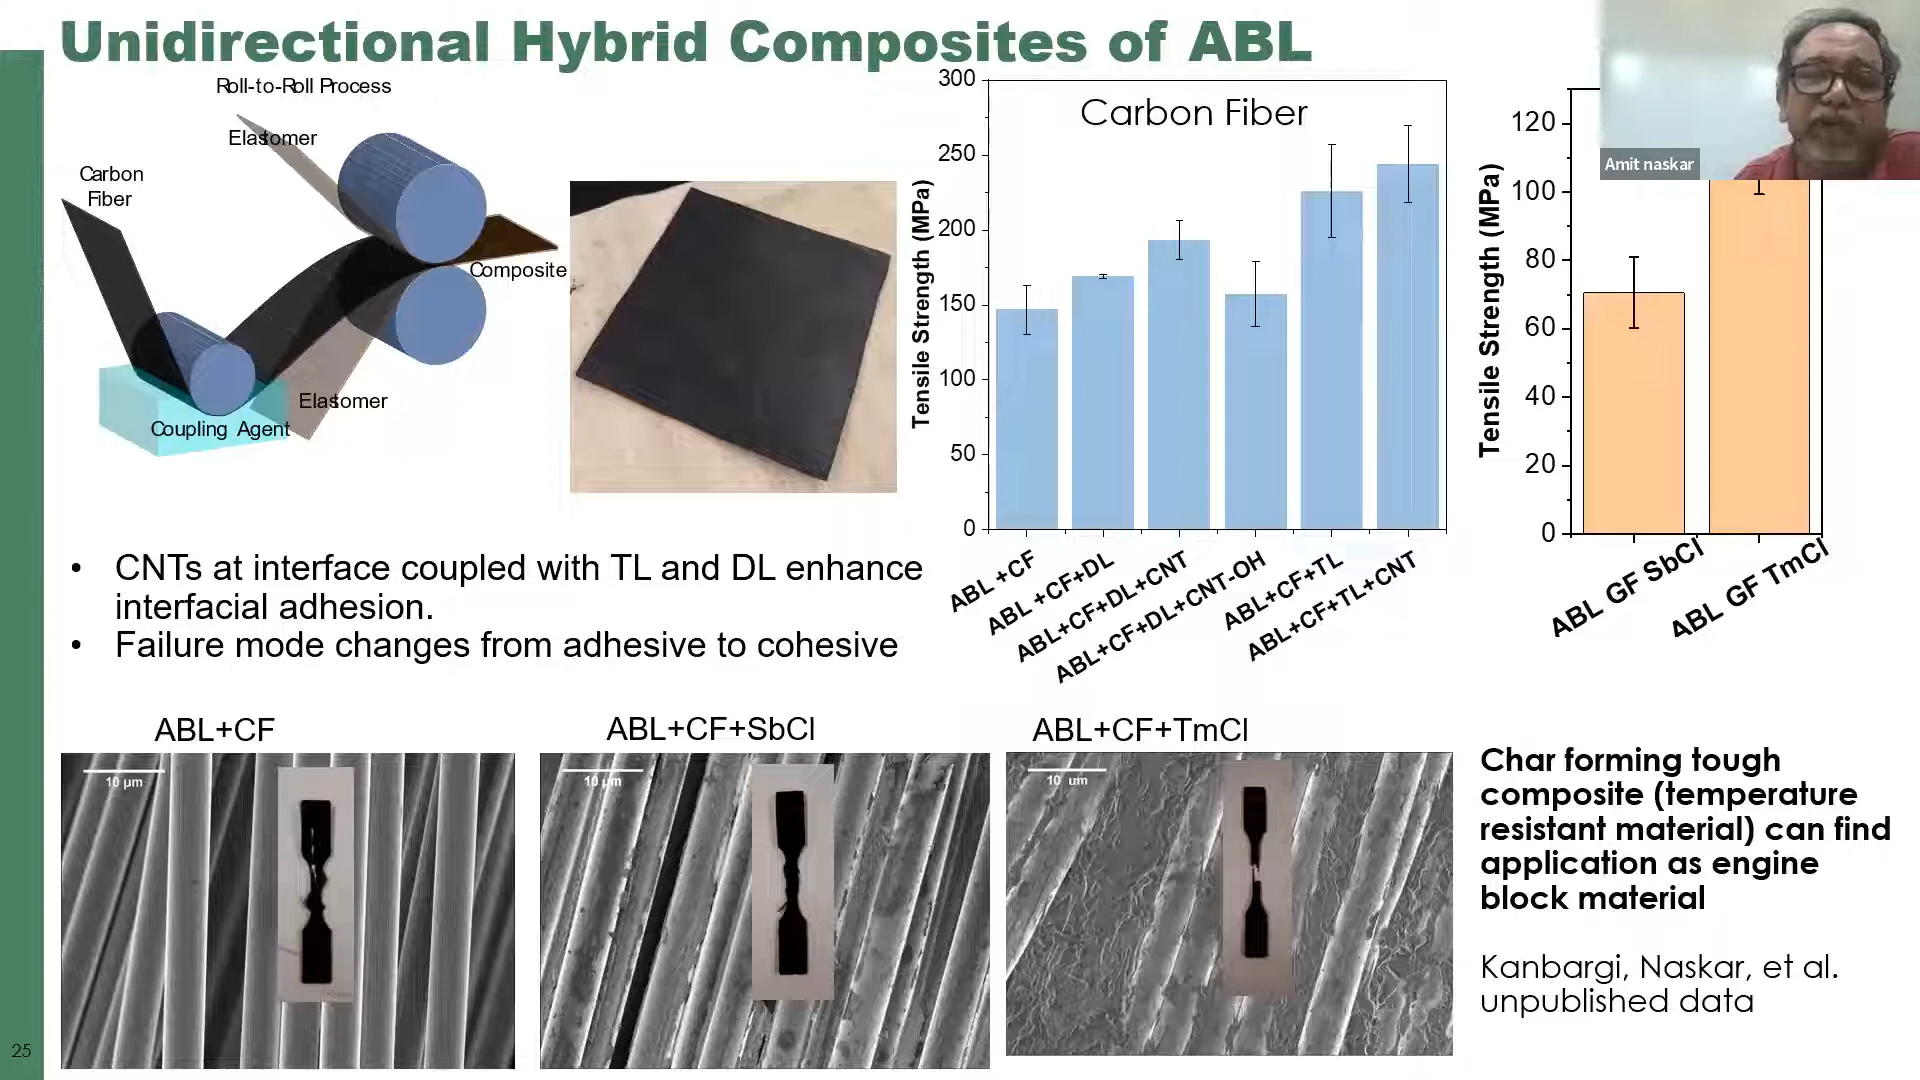 Unidirectional Hybrid Composites of ABL
Roll-to-Roll Process
Elastomer
Carbon
Fiber
Composite
Elastomer
Coupling Agent
Carbon Fiber
Tensile Strength (MPa)
300
250
200
150
100
50
0
ABL +CF
ABL +CF+DL
ABL+CF+DL+CNT
ABL+CF+DL+CNT-OH
ABL+CF+TL
ABL+CF+TL+CNT
Tensile Strength (MPa)
120
100
80
60
40
20
0
ABL GF SbCl
ABL GF TmCl
Amit naskar
• CNTs at interface coupled with TL and DL enhance
interfacial adhesion.
• Failure mode changes from adhesive to cohesive
ABL+CF
10 µm
ABL+CF+SbCl
10 µm
ABL+CF+TmCl
10 um
Char forming tough
composite (temperature
resistant material) can find
application as engine
block material
Kanbargi, Naskar, et al.
unpublished data
25